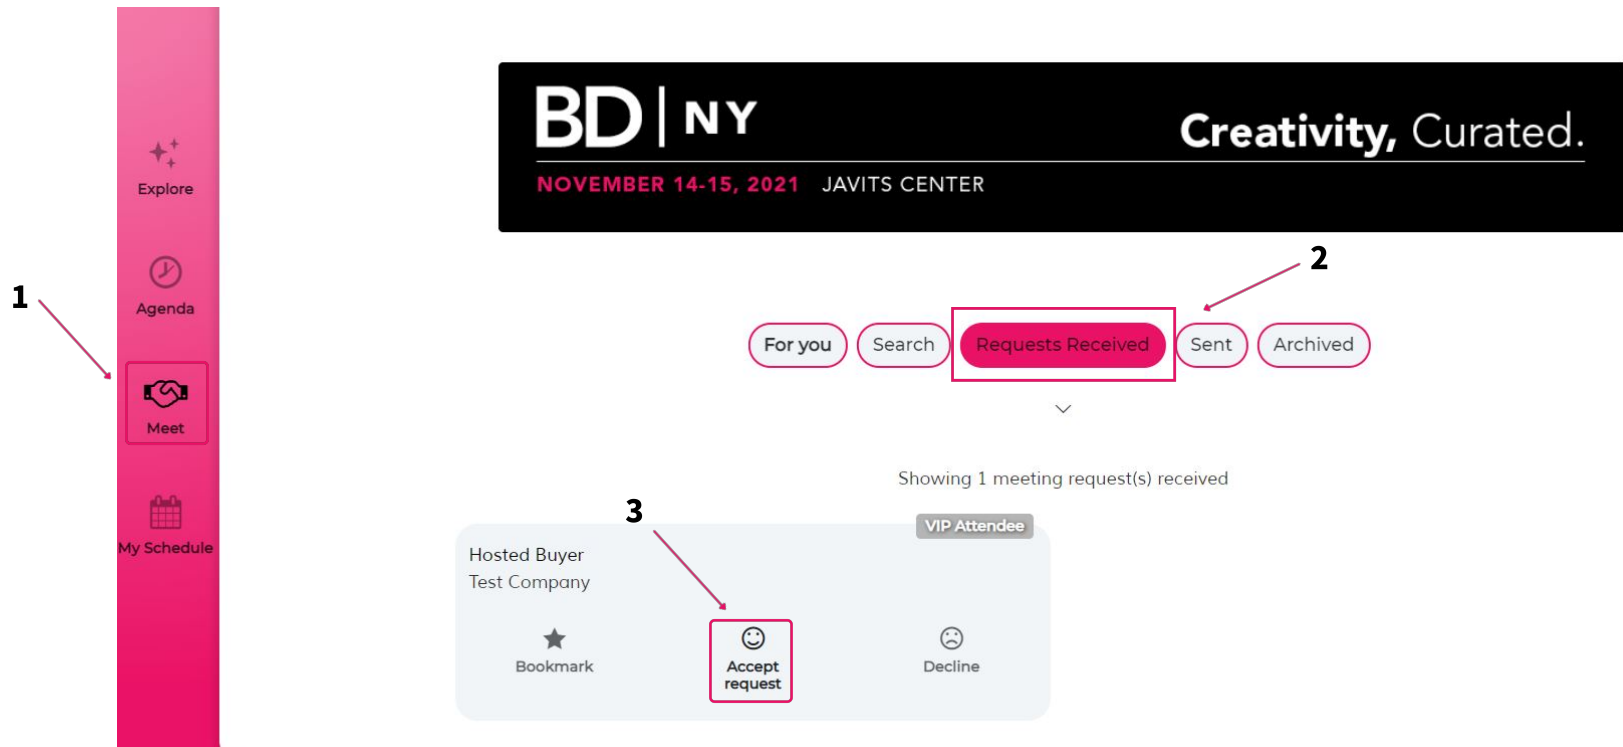 BD | NY
Creativity, Curated.
NOVEMBER 14-15, 2021 JAVITS CENTER
Explore
Agenda
1
Meet
My Schedule
2
For you
Search
Requests Received
Sent
Archived
Showing 1 meeting request(s) received
3
VIP Attendee
Hosted Buyer
Test Company
Bookmark
Accept
request
Decline